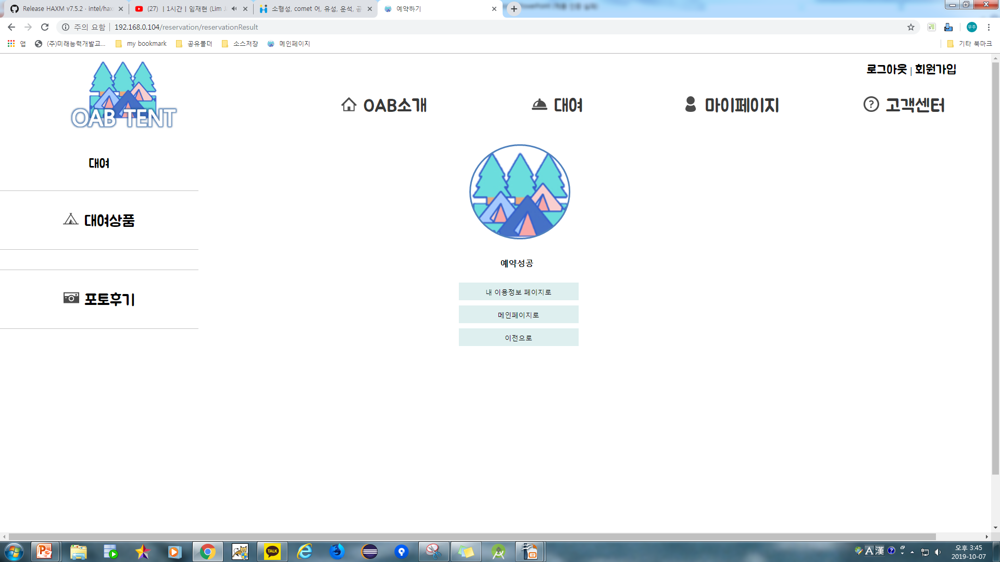 Release HAXM v7.5.2 · intel/hax
(27) | 1시간 | 임재현 (Lim J
소행성, comet 어, 유성, 운석, 공
예약하기
주의 요함
192.168.0.104/reservation/reservationResult
우주
앱
(주)미래능력개발교...
my bookmark
공유폴더
소스저장
메인페이지
기타 북마크
OAB TENT
로그아웃 | 회원가입
OAB소개
대여
마이페이지
고객센터
대여
대여상품
포토후기
예약성공
내 이용정보 페이지로
메인페이지로
이전으로
TALK
A 漢
오후 3:45
2019-10-07